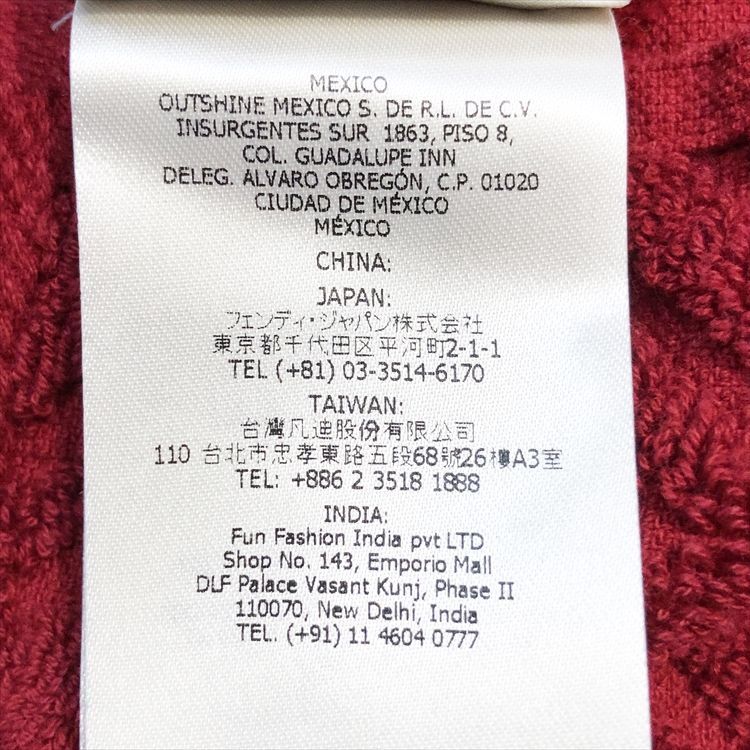 MEXICO
OUTSHINE MEXICO S. DE R.L. DE C.V.
INSURGENTES SUR 1863, PISO 8,
COL. GUADALUPE INN
DELEG. ALVARO OBREGÓN, C.P. 01020
CIUDAD DE MÉXICO
MÉXICO
CHINA:
JAPAN:
フェンディ・ジャパン株式会社
東京都千代田区平河町2-1-1
TEL (+81) 03-3514-6170
TAIWAN:
台灣凡迪股份有限公司
110 台北市忠孝東路五段68號26樓A3室
TEL: +886 2 3518 1888
INDIA:
Fun Fashion India pvt LTD
Shop No. 143, Emporio Mall
DLF Palace Vasant Kunj, Phase II
110070, New Delhi, India
TEL. (+91) 11 4604 0777